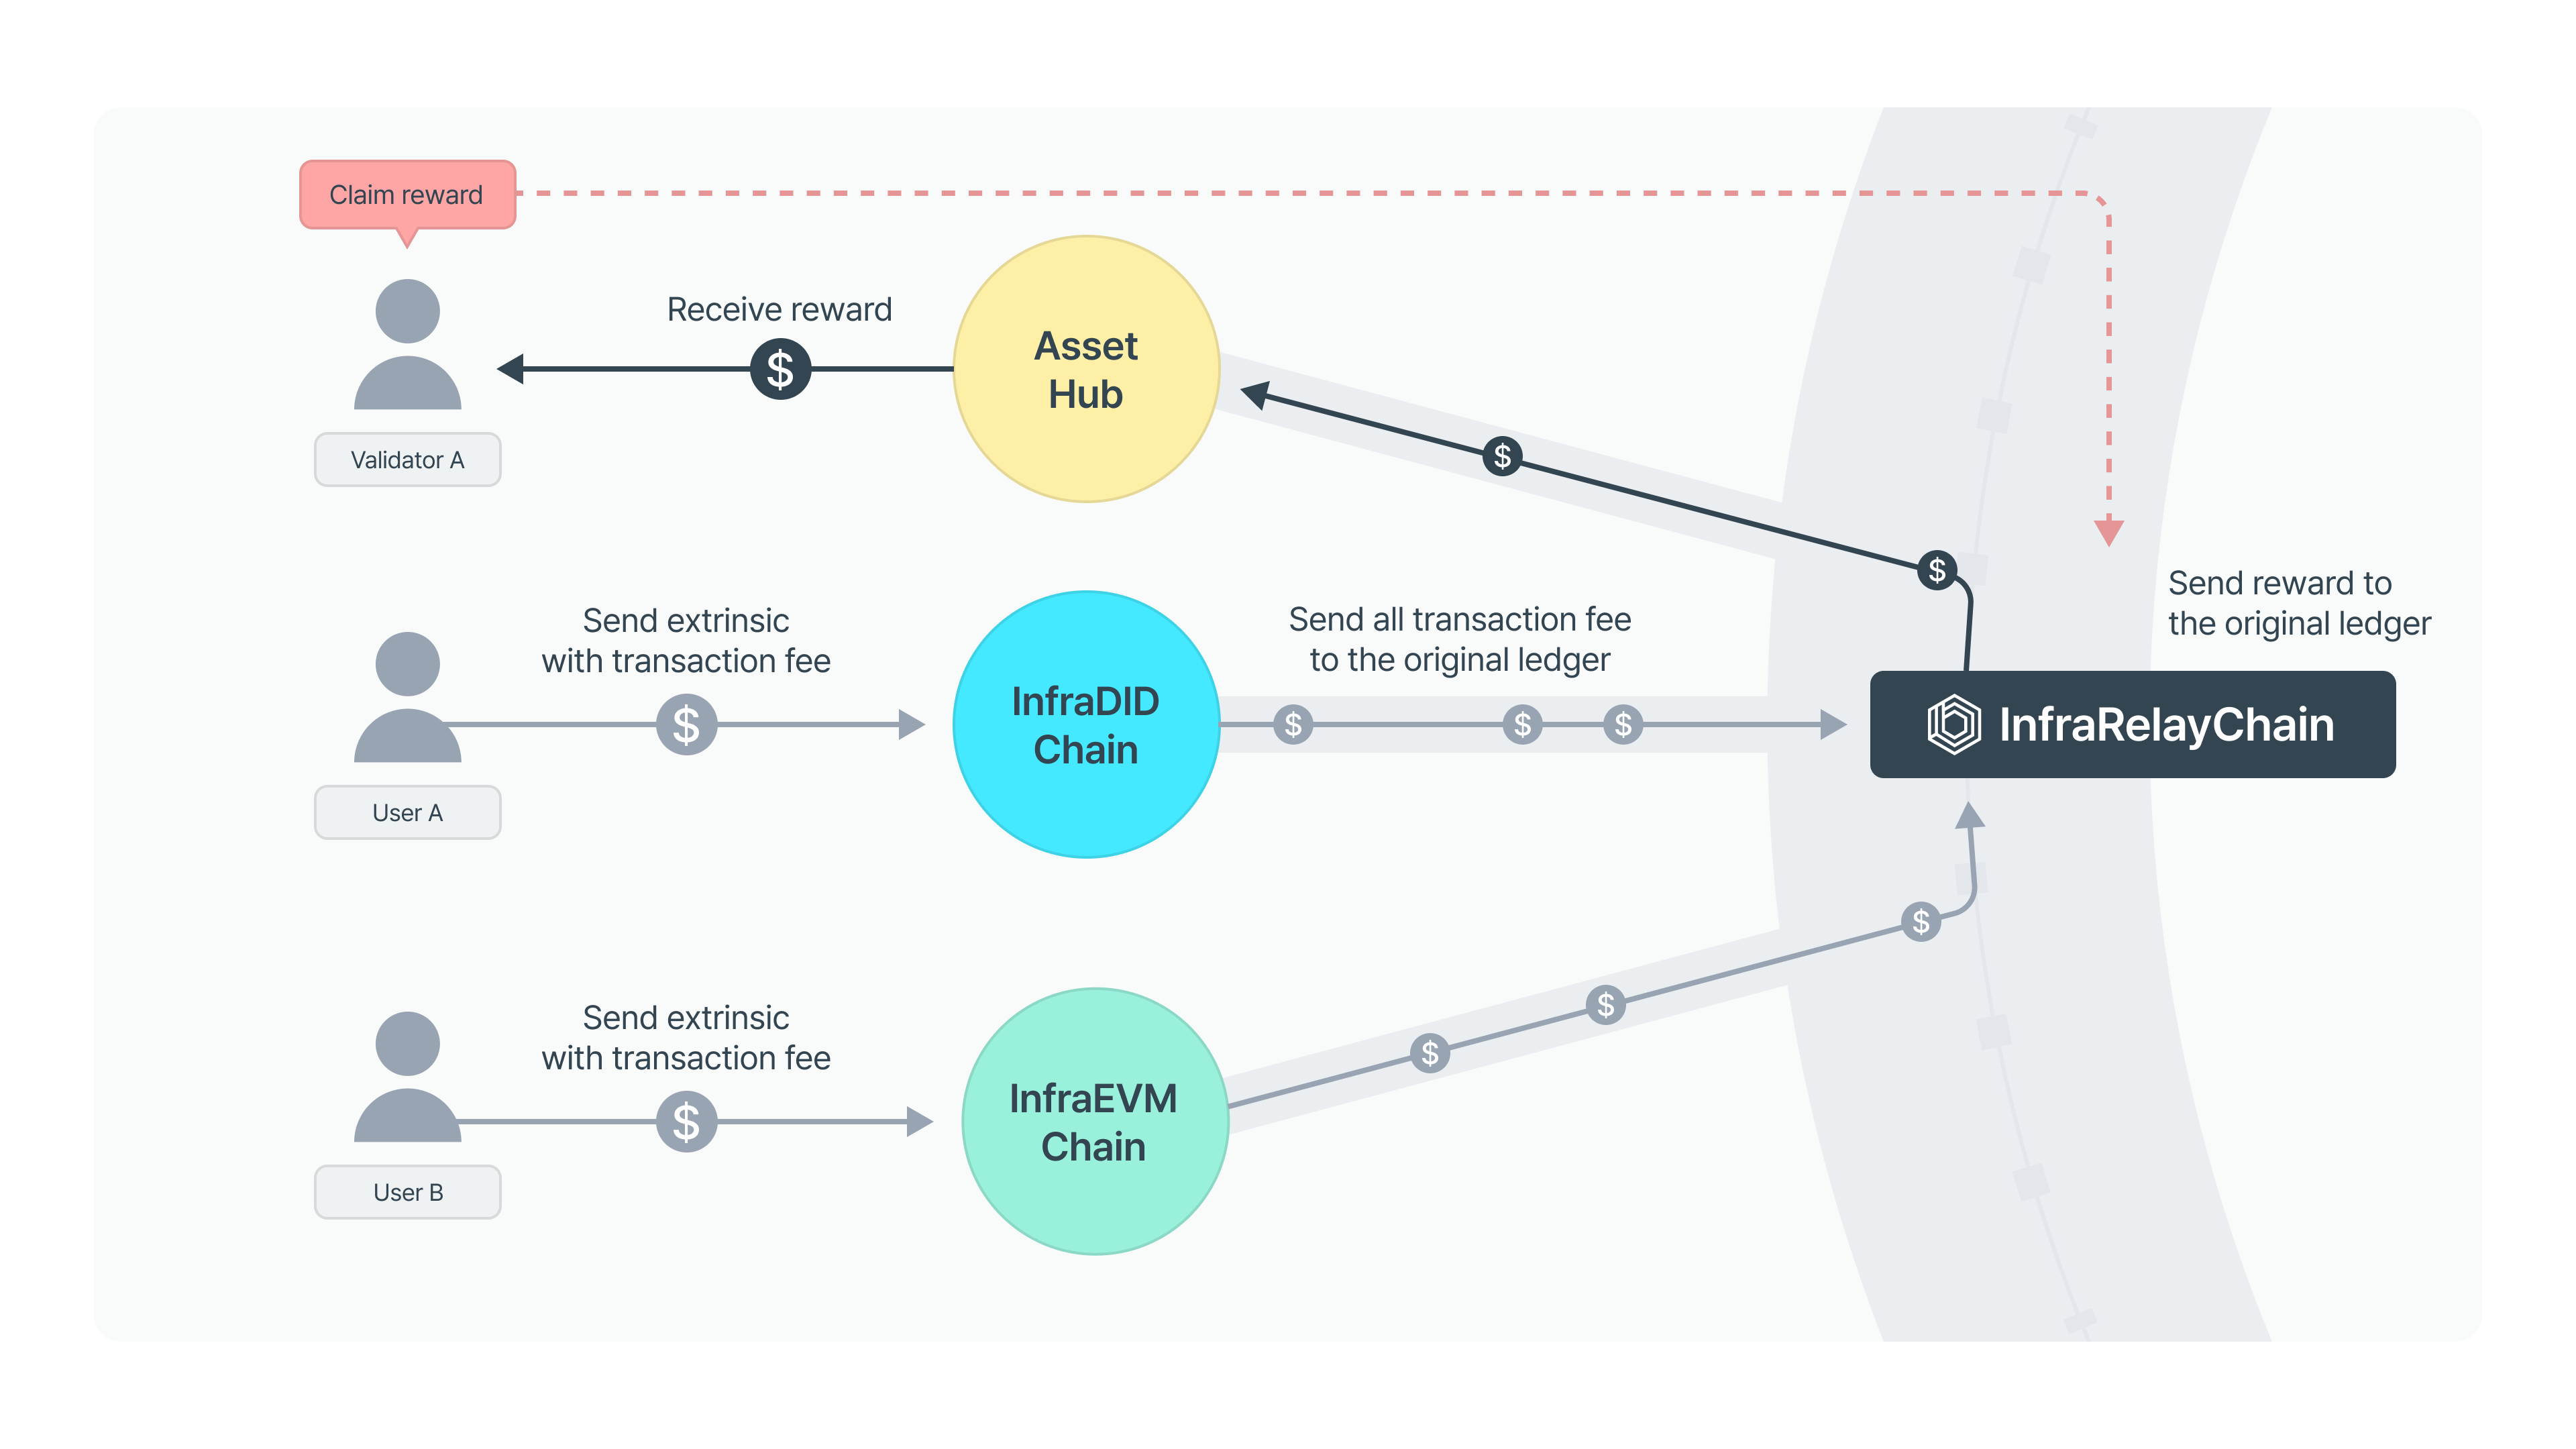 Claim reward
Receive reward
$
Asset
Hub
$
$
Validator A
Send extrinsic
with transaction fee
$
InfraDID
Chain
Send all transaction fee
to the original ledger
$
$
$
Send reward to
the original ledger
InfraRelayChain
User A
Send extrinsic
with transaction fee
$
InfraEVM
Chain
$
$
$
User B